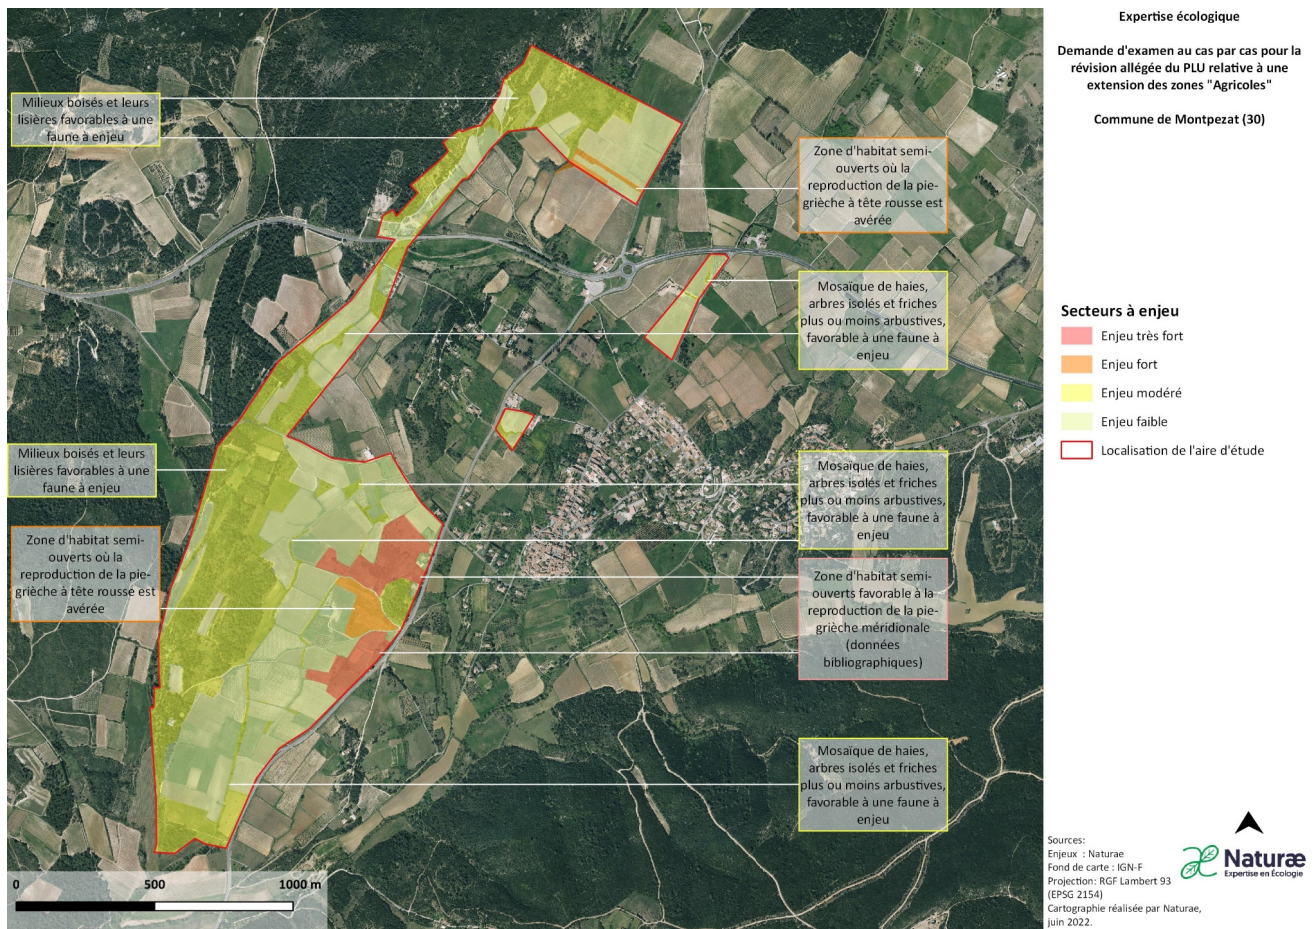 Expertise écologique
Demande d'examen au cas par cas pour la
révision allégée du PLU relative à une
extension des zones "Agricoles"
Commune de Montpezat (30)
Milieux boisés et leurs
lisières favorables à une
faune à enjeu
Zone d'habitat semi-
ouverts où la
reproduction de la pie-
grièche à tête rousse est
avérée
Mosaïque de haies,
arbres isolés et friches
plus ou moins arbustives,
favorable à une faune à
enjeu
Milieux boisés et leurs
lisières favorables à une
faune à enjeu
Mosaïque de haies,
arbres isolés et friches
plus ou moins arbustives,
favorable à une faune à
enjeu
Zone d'habitat semi-
ouverts où la
reproduction de la pie-
grièche à tête rousse est
avérée
Zone d'habitat semi-
ouverts favorable à la
reproduction de la pie-
grièche méridionale
(données
bibliographiques)
Mosaïque de haies,
arbres isolés et friches
plus ou moins arbustives,
favorable à une faune à
enjeu
Secteurs à enjeu
Enjeu très fort
Enjeu fort
Enjeu modéré
Enjeu faible
Localisation de l'aire d'étude
0 500 1000 m
Sources:
Enjeux : Naturae
Fond de carte : IGN-F
Projection: RGF Lambert 93
(EPSG 2154)
Cartographie réalisée par Naturae,
juin 2022.
Naturæ
Expertise en Écologie